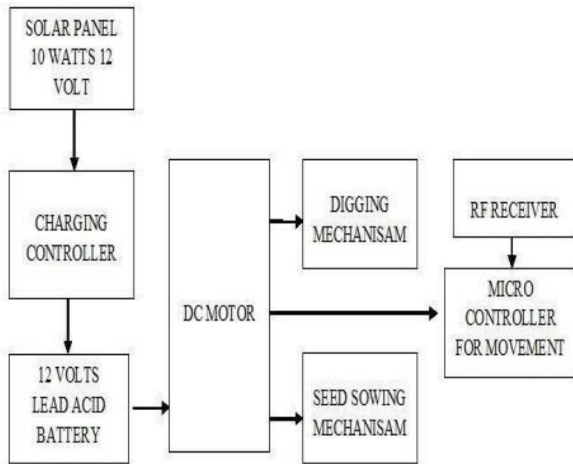 SOLAR PANEL
10 WATTS 12
VOLT
CHARGING
CONTROLLER
12 VOLTS
LEAD ACID
BATTERY
DC MOTOR
DIGGING
MECHANISAM
SEED SOWING
MECHANISAM
RF RECEIVER
MICRO
CONTROLLER
FOR MOVEMENT